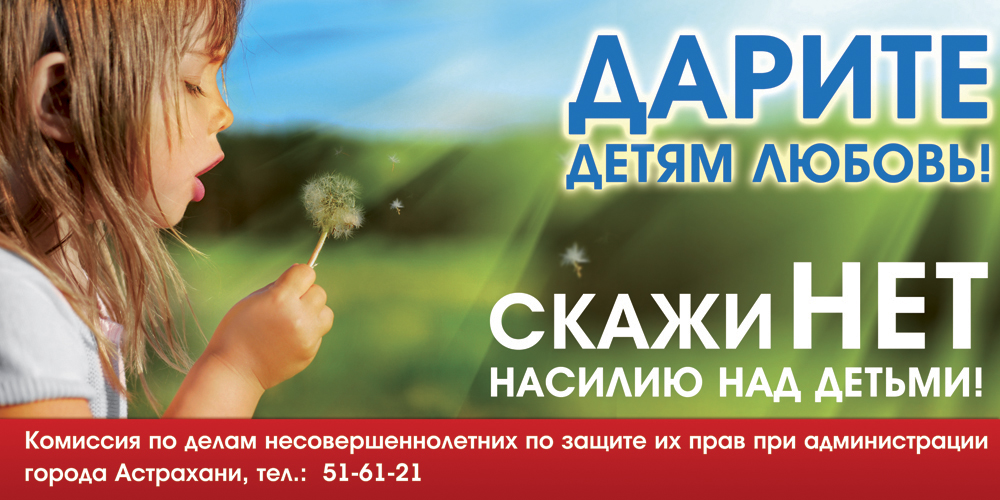 ДАРИТЕ
ДЕТЯМ ЛЮБОВЬ!
СКАЖИ НЕТ
НАСИЛИЮ НАД ДЕТЬМИ!
Комиссия по делам несовершеннолетних по защите их прав при администрации
города Астрахани, тел.: 51-61-21